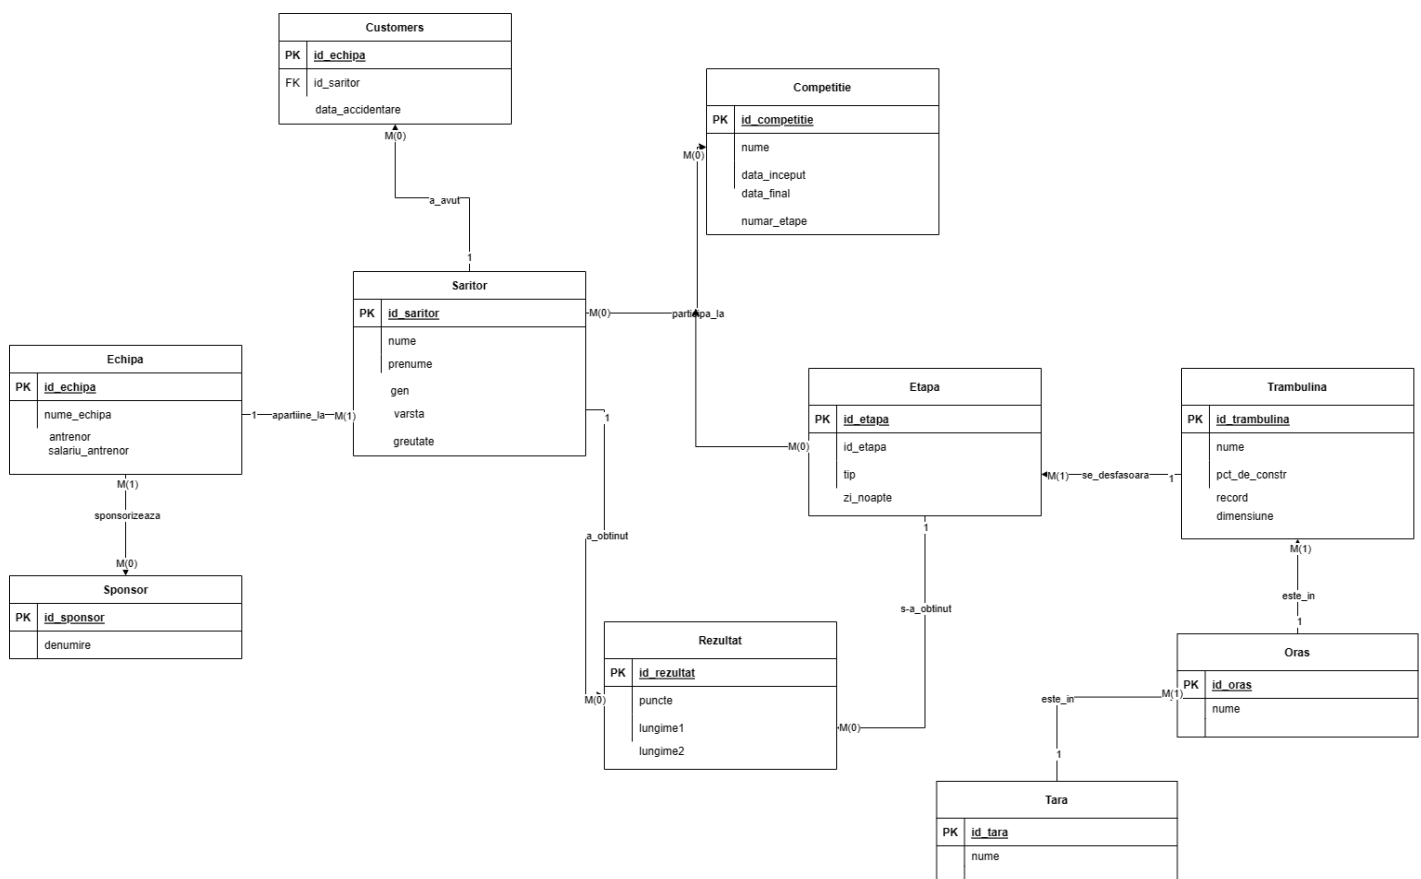 Customers
PK id_echipa
FK id_saritor
data_accidentare
M(0)
a_avut
1
Competitie
PK id_competitie
nume
data_inceput
data_final
numar_etape
M(0)
Saritor
PK id_saritor
nume
prenume
gen
varsta
greutate
M(0)
participa_la
M(0)
Echipa
PK id_echipa
nume_echipa
antrenor
salariu_antrenor
1 apartiine_la M(1)
M(1)
sponsorizeaza
M(0)
Sponsor
PK id_sponsor
denumire
Etapa
PK id_etapa
id_etapa
tip
zi_noapte
M(1) se_desfasoara 1
Trambulina
PK id_trambulina
nume
pct_de_constr
record
dimensiune
1
a_obtinut
M(0)
1
s-a_obtinut
M(0)
Rezultat
PK id_rezultat
puncte
lungime1
lungime2
M(1)
este_in
1
Oras
PK id_oras
nume
M(1)
este_in
1
Tara
PK id_tara
nume